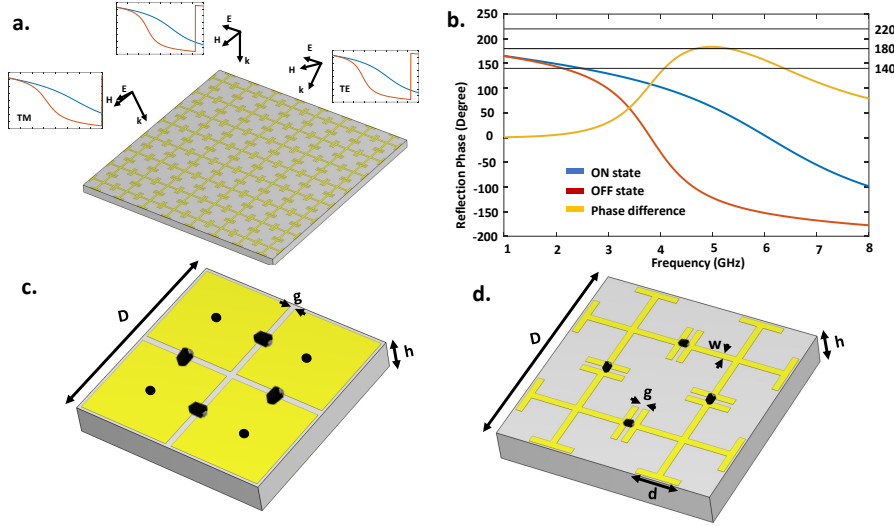 a.
E
H
k
E
H
k
TE
E
H
k
TM
b.
Reflection Phase (Degree)
250
200
150
100
50
0
-50
-100
-150
-200
220
180
140
ON state
OFF state
Phase difference
1 2 3 4 5 6 7 8
Frequency (GHz)
c.
D
g
h
d.
D
w
h
g
d